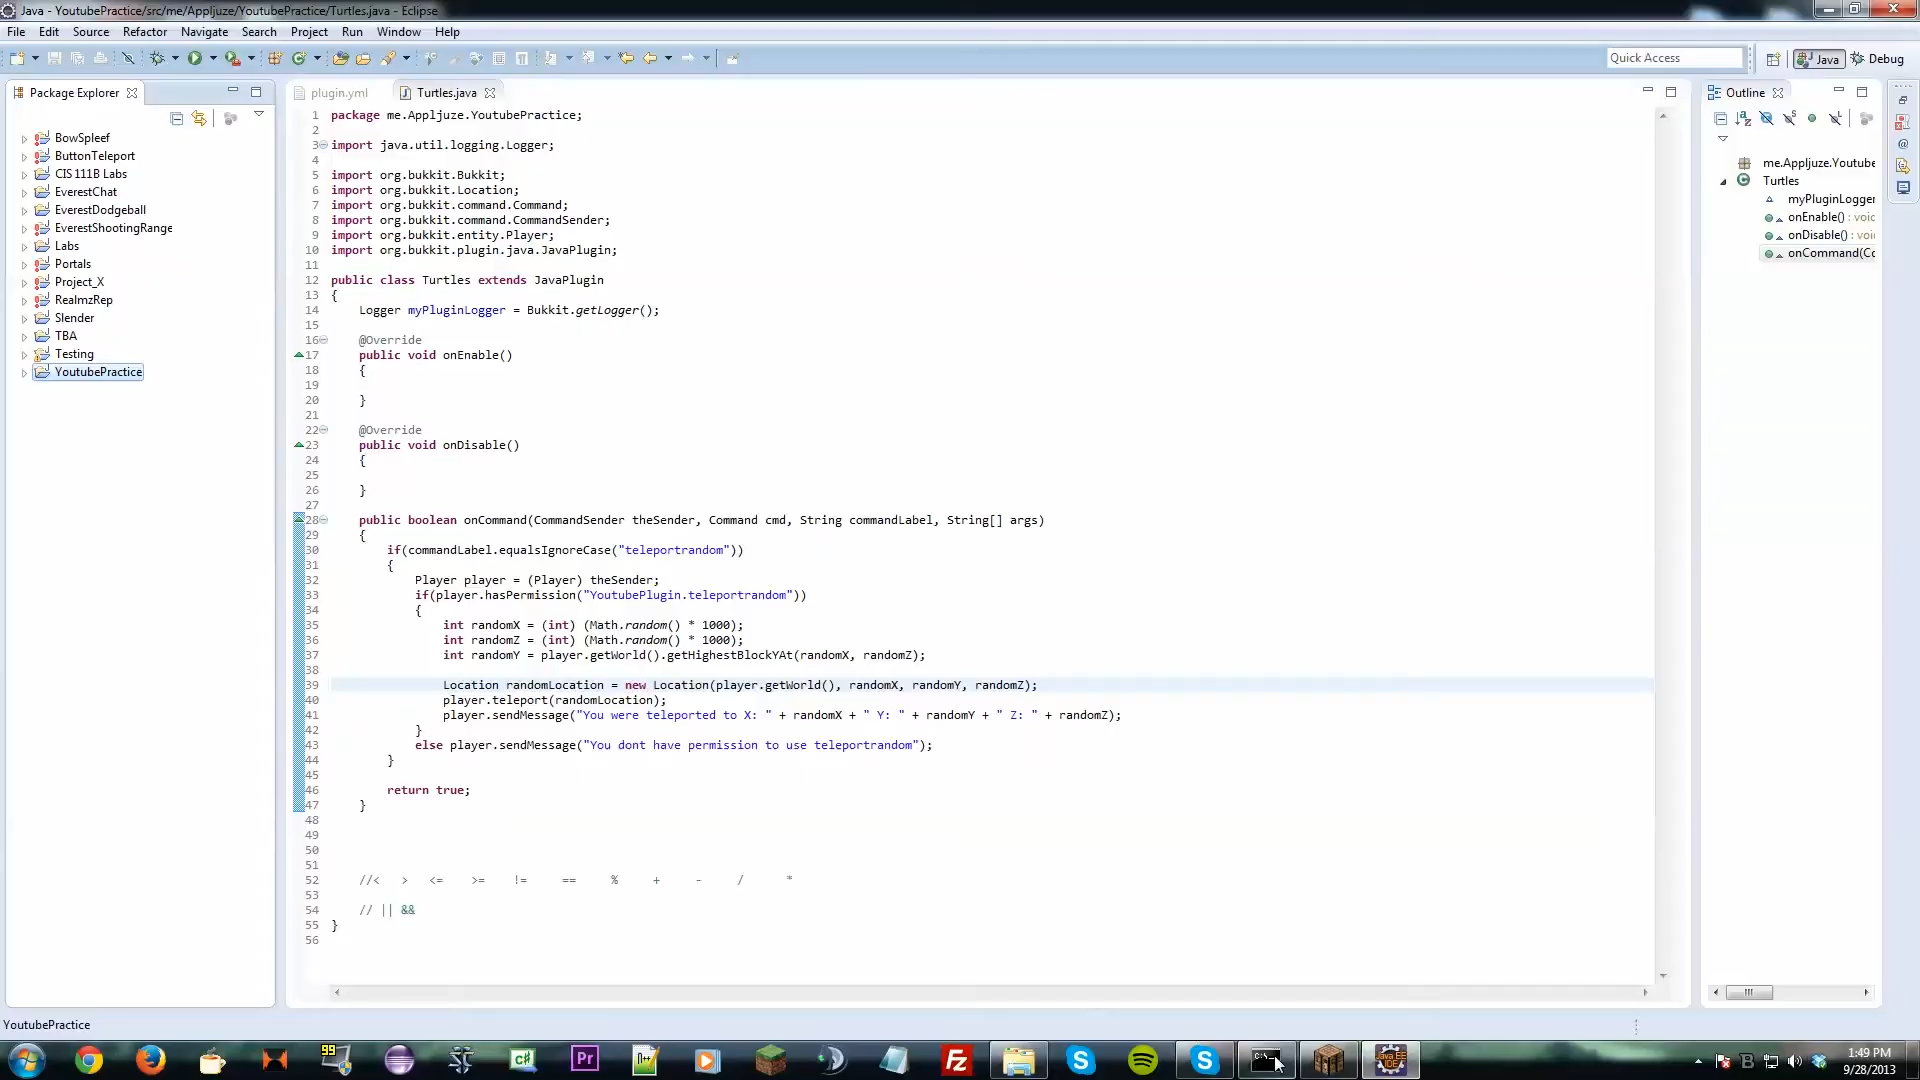 Java - YoutubePractice/src/me/Appljuze/YoutubePractice/Turtles.java - Eclipse
File Edit Source Refactor Navigate Search Project Run Window Help
Quick Access
Java
Debug
Package Explorer
BowSpleef
ButtonTeleport
CIS 111B Labs
EverestChat
EverestDodgeball
EverestShootingRange
Labs
Portals
Project_X
RealmzRep
Slender
TBA
Testing
YoutubePractice
plugin.yml
Turtles.java
1 package me.Appljuze.YoutubePractice;
2
3 import java.util.logging.Logger;
4
5 import org.bukkit.Bukkit;
6 import org.bukkit.Location;
7 import org.bukkit.command.Command;
8 import org.bukkit.command.CommandSender;
9 import org.bukkit.entity.Player;
10 import org.bukkit.plugin.java.JavaPlugin;
11
12 public class Turtles extends JavaPlugin
13 {
14 Logger myPluginLogger = Bukkit.getLogger();
15
16 @Override
17 public void onEnable()
18 {
19
20 }
21
22 @Override
23 public void onDisable()
24 {
25
26 }
27
28 public boolean onCommand(CommandSender theSender, Command cmd, String commandLabel, String[] args)
29 {
30 if(commandLabel.equalsIgnoreCase("teleportrandom"))
31 {
32 Player player = (Player) theSender;
33 if(player.hasPermission("YoutubePlugin.teleportrandom"))
34 {
35 int randomX = (int) (Math.random() * 1000);
36 int randomZ = (int) (Math.random() * 1000);
37 int randomY = player.getWorld().getHighestBlockYAt(randomX, randomZ);
38
39 Location randomLocation = new Location(player.getWorld(), randomX, randomY, randomZ);
40 player.teleport(randomLocation);
41 player.sendMessage("You were teleported to X: " + randomX + " Y: " + randomY + " Z: " + randomZ);
42 }
43 else player.sendMessage("You dont have permission to use teleportrandom");
44 }
45
46 return true;
47 }
48
49
50
51
52 //< > <= >= != == % + - / *
53
54 // || &&
55 }
56
Outline
me.Appljuze.Youtube
Turtles
myPluginLogger
onEnable() : void
onDisable() : voi
onCommand(Co
YoutubePractice
99
C#
Pr
N++
Fz
C:\.
Java EE
IDE
1:49 PM
9/28/2013